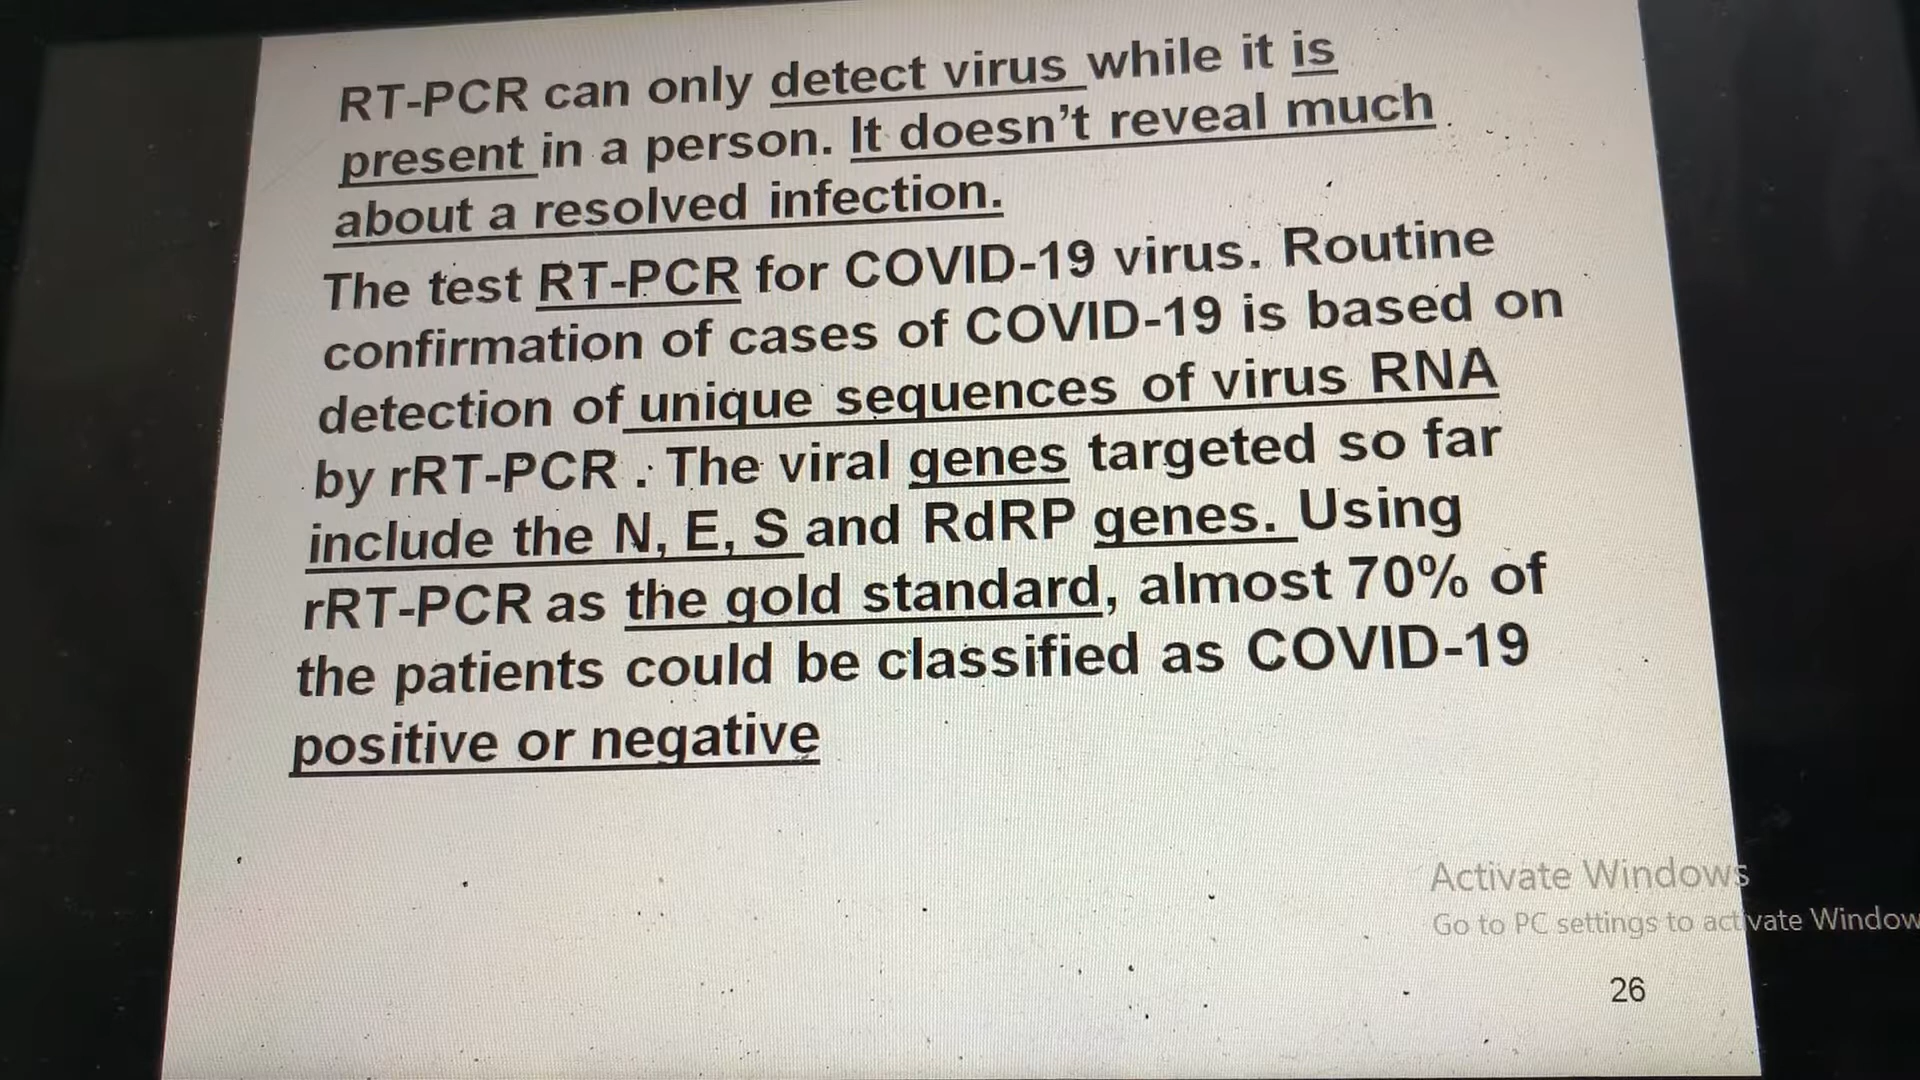 RT-PCR can only detect virus while it is
present in a person. It doesn't reveal much
about a resolved infection.
The test RT-PCR for COVID-19 virus. Routine
confirmation of cases of COVID-19 is based on
detection of unique sequences of virus RNA
by rRT-PCR . The viral genes targeted so far
include the N, E, S and RdRP genes. Using
rRT-PCR as the gold standard, almost 70% of
the patients could be classified as COVID-19
positive or negative
Activate Windows
Go to PC settings to activate Window
26